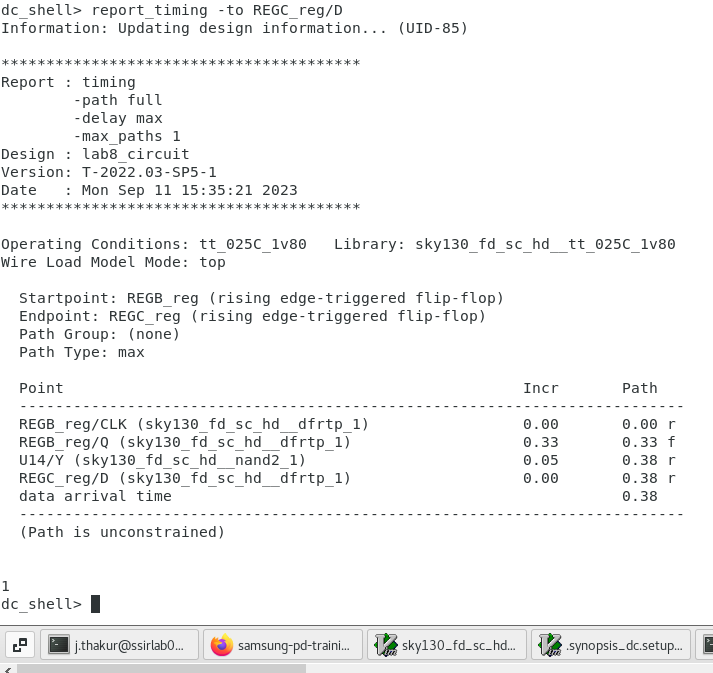 dc_shell> report_timing -to REGC_reg/D
Information: Updating design information... (UID-85)
****************************************
Report : timing
        -path full
        -delay max
        -max_paths 1
Design : lab8_circuit
Version: T-2022.03-SP5-1
Date   : Mon Sep 11 15:35:21 2023
****************************************
Operating Conditions: tt_025C_1v80   Library: sky130_fd_sc_hd__tt_025C_1v80
Wire Load Model Mode: top
  Startpoint: REGB_reg (rising edge-triggered flip-flop)
  Endpoint: REGC_reg (rising edge-triggered flip-flop)
  Path Group: (none)
  Path Type: max
  Point                                                   Incr       Path
  --------------------------------------------------------------------------
  REGB_reg/CLK (sky130_fd_sc_hd__dfrtp_1)                 0.00       0.00 r
  REGB_reg/Q (sky130_fd_sc_hd__dfrtp_1)                   0.33       0.33 f
  U14/Y (sky130_fd_sc_hd__nand2_1)                        0.05       0.38 r
  REGC_reg/D (sky130_fd_sc_hd__dfrtp_1)                   0.00       0.38 r
  data arrival time                                                  0.38
  --------------------------------------------------------------------------
  (Path is unconstrained)
1
dc_shell>
j.thakur@ssirlab0... samsung-pd-traini... sky130_fd_sc_hd... .synopsis_dc.setup...